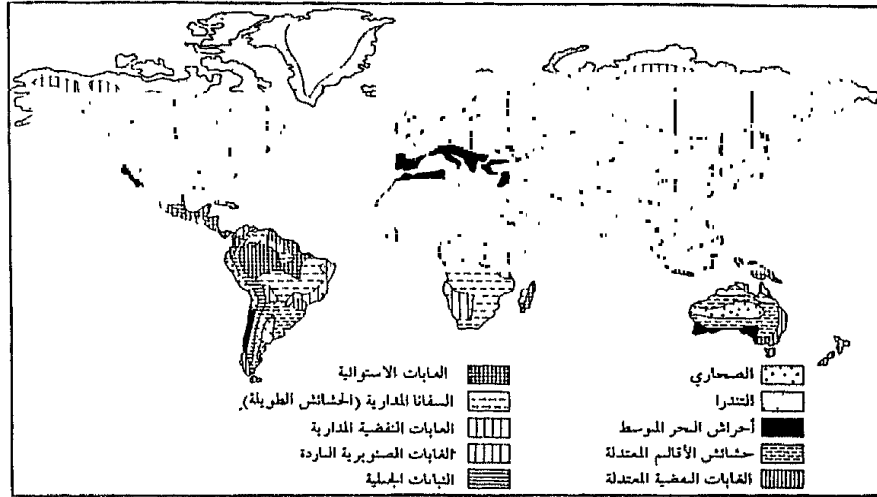 الصحاري
التندرا
أحراش البحر المتوسط
حشائش الأقاليم المعتدلة
الغابات النفضية المعتدلة
الغابات الاستوائية
السفانا المدارية (الحشائش الطويلة)
الغابات النفضية المدارية
الغابات الصنوبرية الباردة
النباتات الجبلية